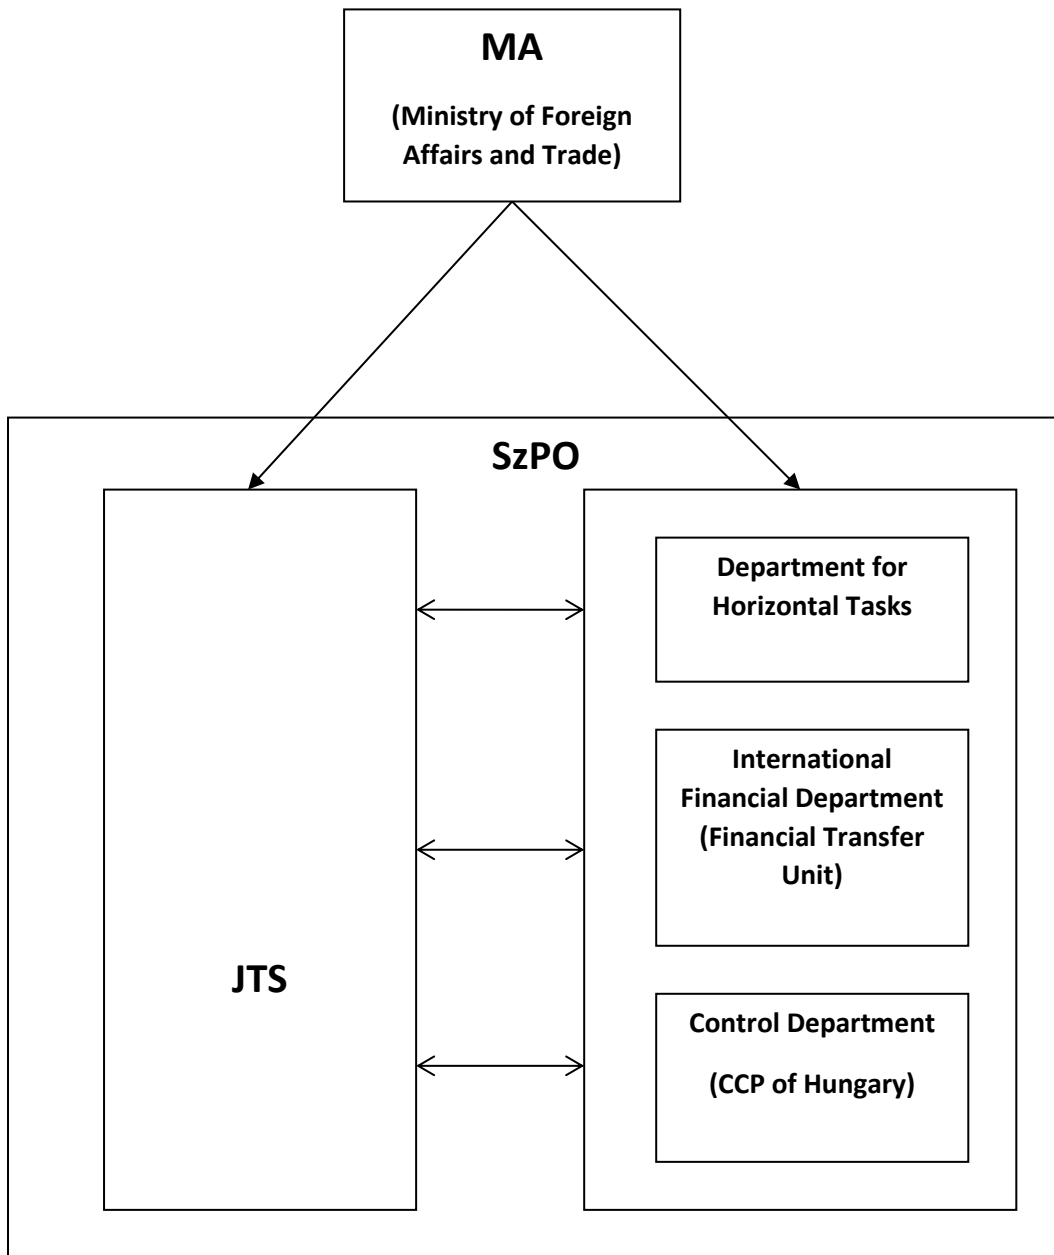 MA
(Ministry of Foreign
Affairs and Trade)
SzPO
JTS
Department for
Horizontal Tasks
International
Financial Department
(Financial Transfer
Unit)
Control Department
(CCP of Hungary)